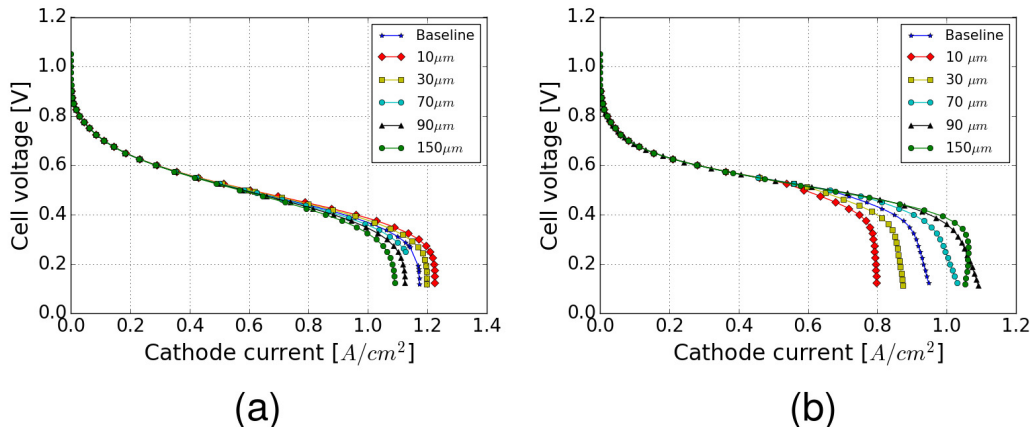 1.2
1.0
0.8
0.6
0.4
0.2
0.0
0.0 0.2 0.4 0.6 0.8 1.0 1.2 1.4
Cell voltage [V]
Cathode current [A/cm²]
Baseline
10μm
30μm
70μm
90μm
150μm
(a)
1.2
1.0
0.8
0.6
0.4
0.2
0.0
0.0 0.2 0.4 0.6 0.8 1.0 1.2
Cell voltage [V]
Cathode current [A/cm²]
Baseline
10 μm
30 μm
70 μm
90 μm
150 μm
(b)